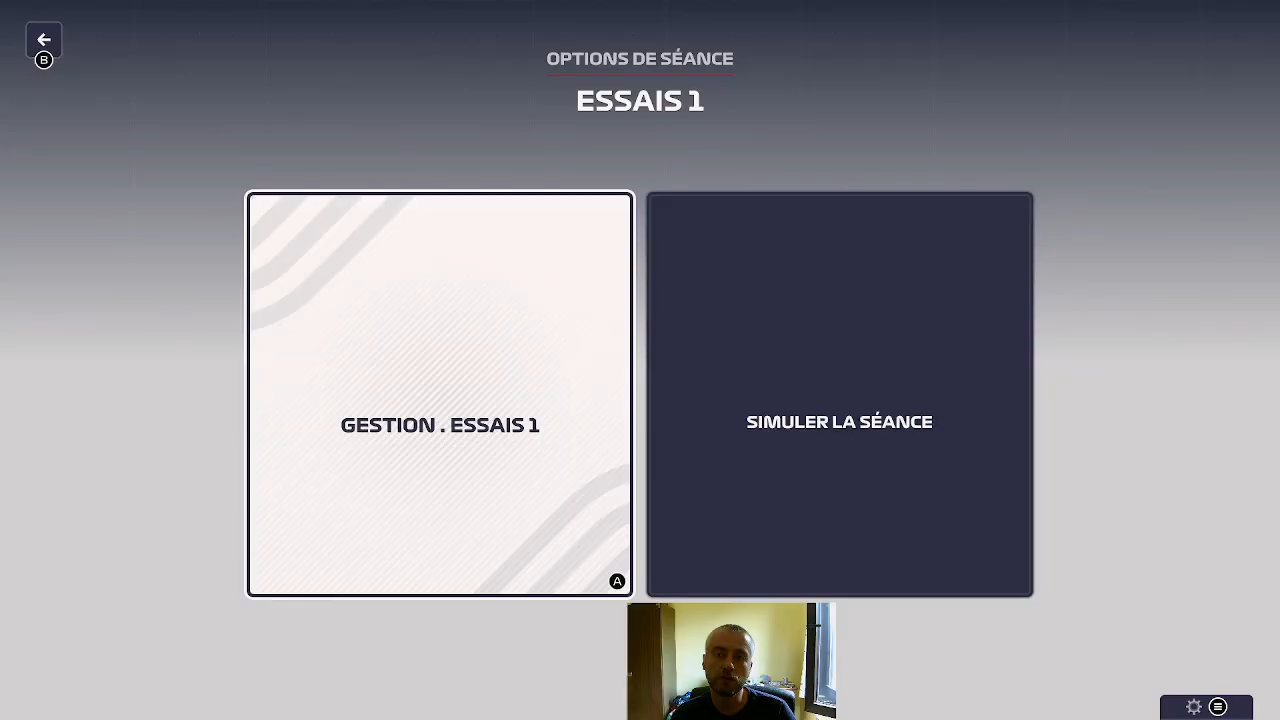 B
OPTIONS DE SÉANCE
ESSAIS 1
GESTION . ESSAIS 1
SIMULER LA SÉANCE
A